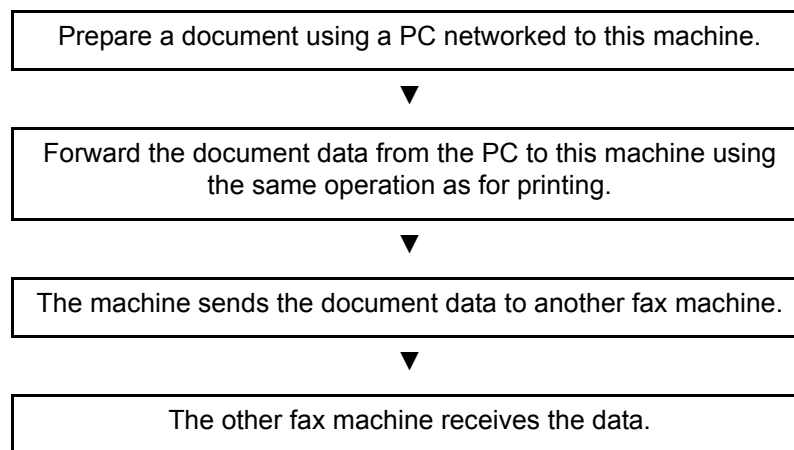 Prepare a document using a PC networked to this machine.
▼
Forward the document data from the PC to this machine using
the same operation as for printing.
▼
The machine sends the document data to another fax machine.
▼
The other fax machine receives the data.